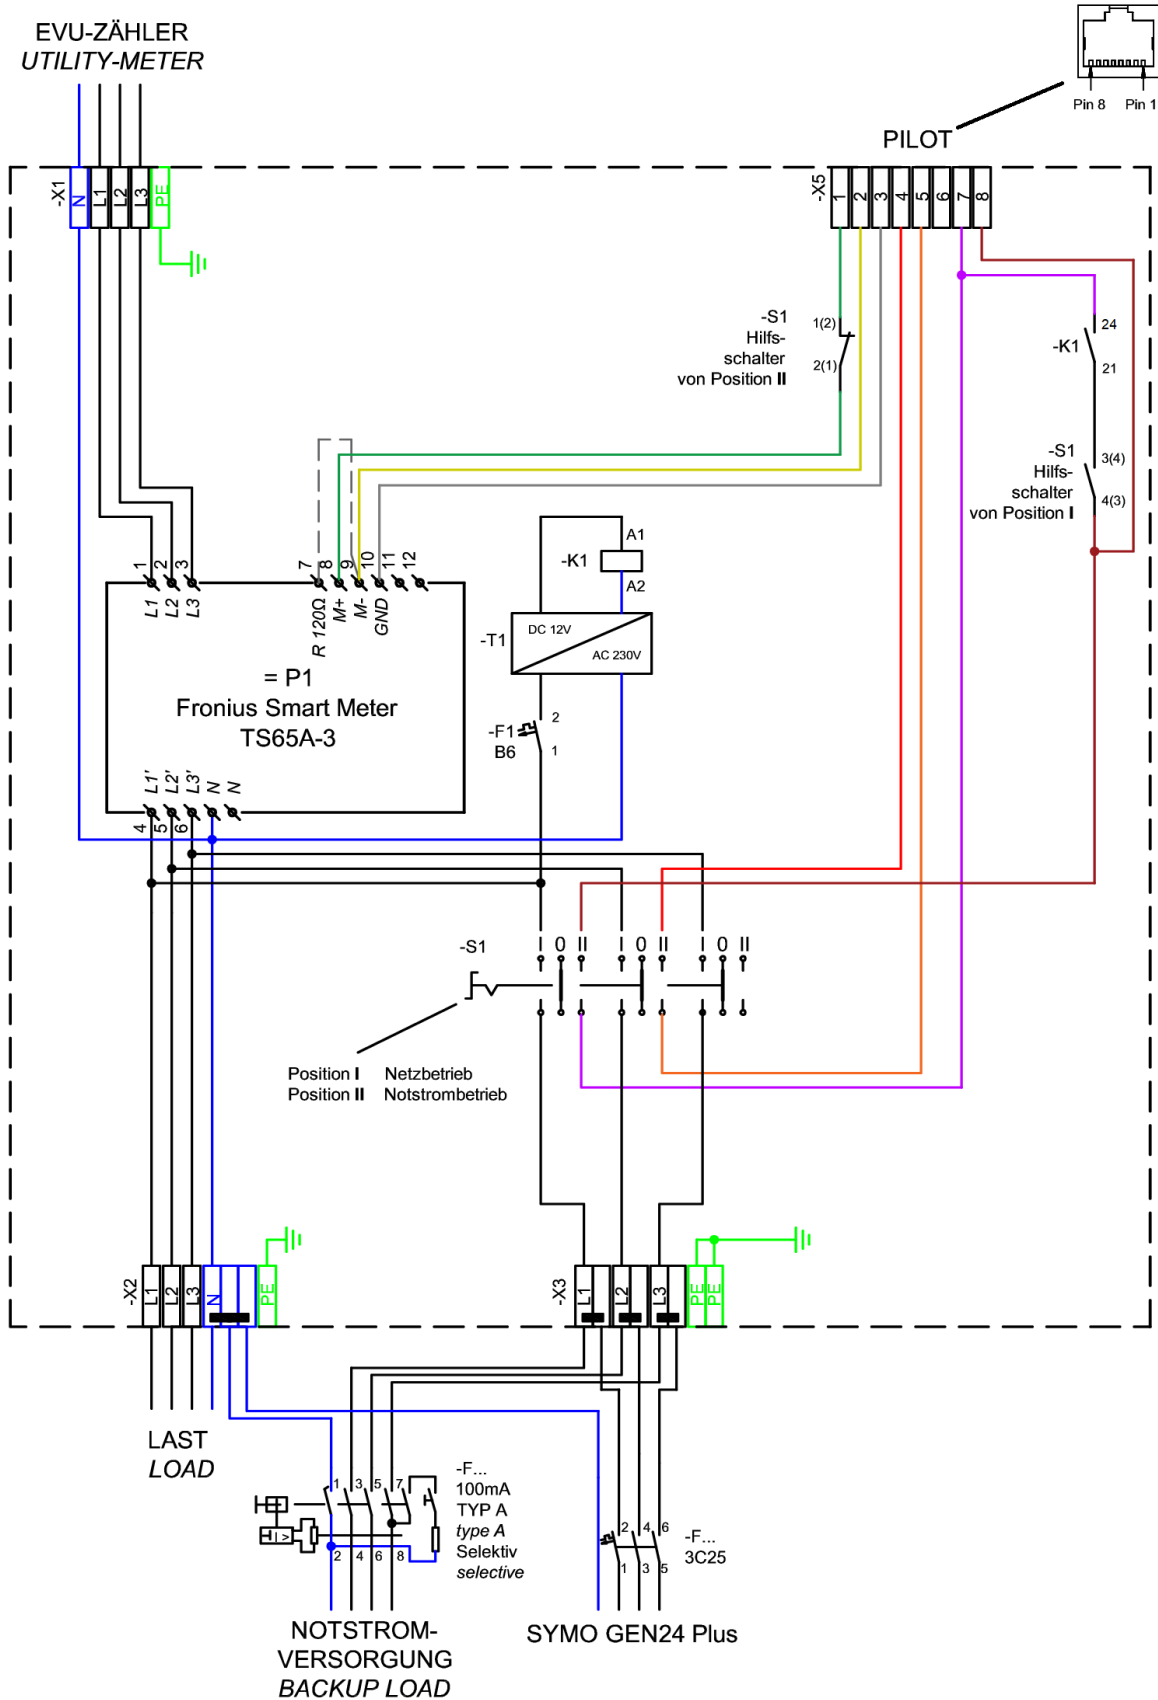 EVU-ZÄHLER
UTILITY-METER
Pin 8 Pin 1
PILOT
-X1 N L1 L2 L3 PE
-X5 1 2 3 4 5 6 7 8
-S1
Hilfs-
schalter
von Position II
1(2)
2(1)
24
-K1
21
-S1
Hilfs-
schalter
von Position I
3(4)
4(3)
1 2 3 7 8 9 10 11 12
L1 L2 L3 R 120Ω M+ M- GND
= P1
Fronius Smart Meter
TS65A-3
L1' L2' L3' N N
4 5 6
A1
-K1
A2
-T1
DC 12V
AC 230V
-F1
B6
2
1
-S1
I 0 II I 0 II I 0 II
Position I Netzbetrieb
Position II Notstrombetrieb
-X2 L1 L2 L3 N PE
-X3 L1 L2 L3 PE PE
LAST
LOAD
1 3 5 7
I >
2 4 6 8
-F...
100mA
TYP A
type A
Selektiv
selective
2 4 6
1 3 5
-F...
3C25
NOTSTROM-
VERSORGUNG
BACKUP LOAD
SYMO GEN24 Plus